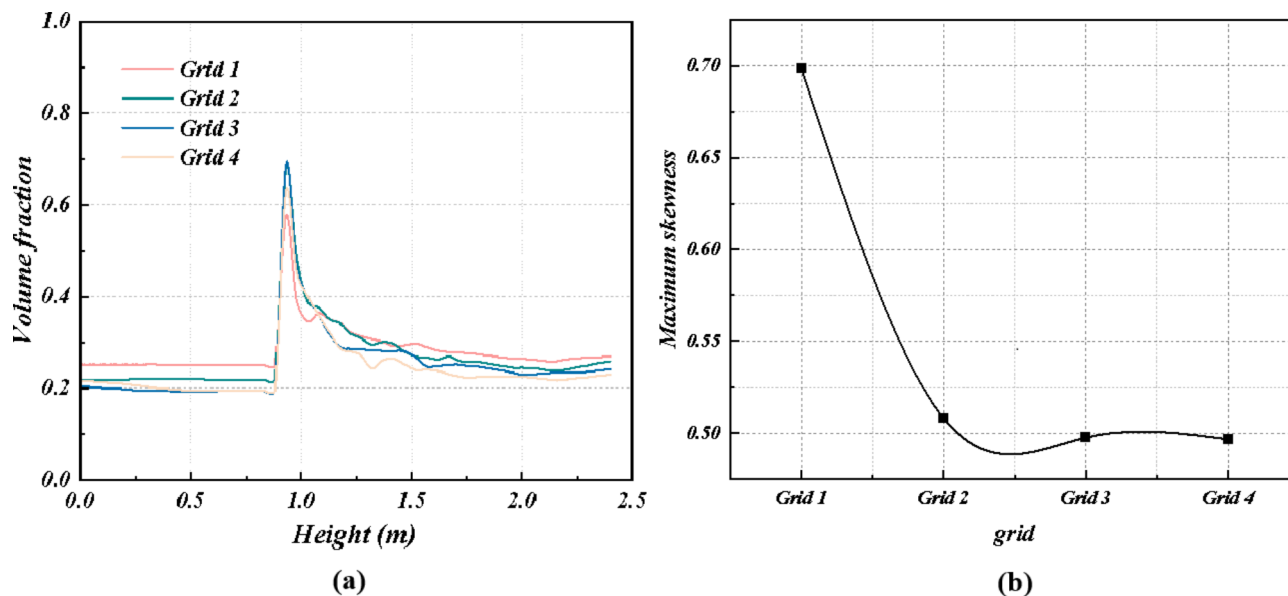 1.0
0.8
0.6
0.4
0.2
0.0
Volume fraction
Grid 1
Grid 2
Grid 3
Grid 4
0.0 0.5 1.0 1.5 2.0 2.5
Height (m)
(a)
0.70
0.65
0.60
0.55
0.50
Maximum skewness
Grid 1 Grid 2 Grid 3 Grid 4
grid
(b)